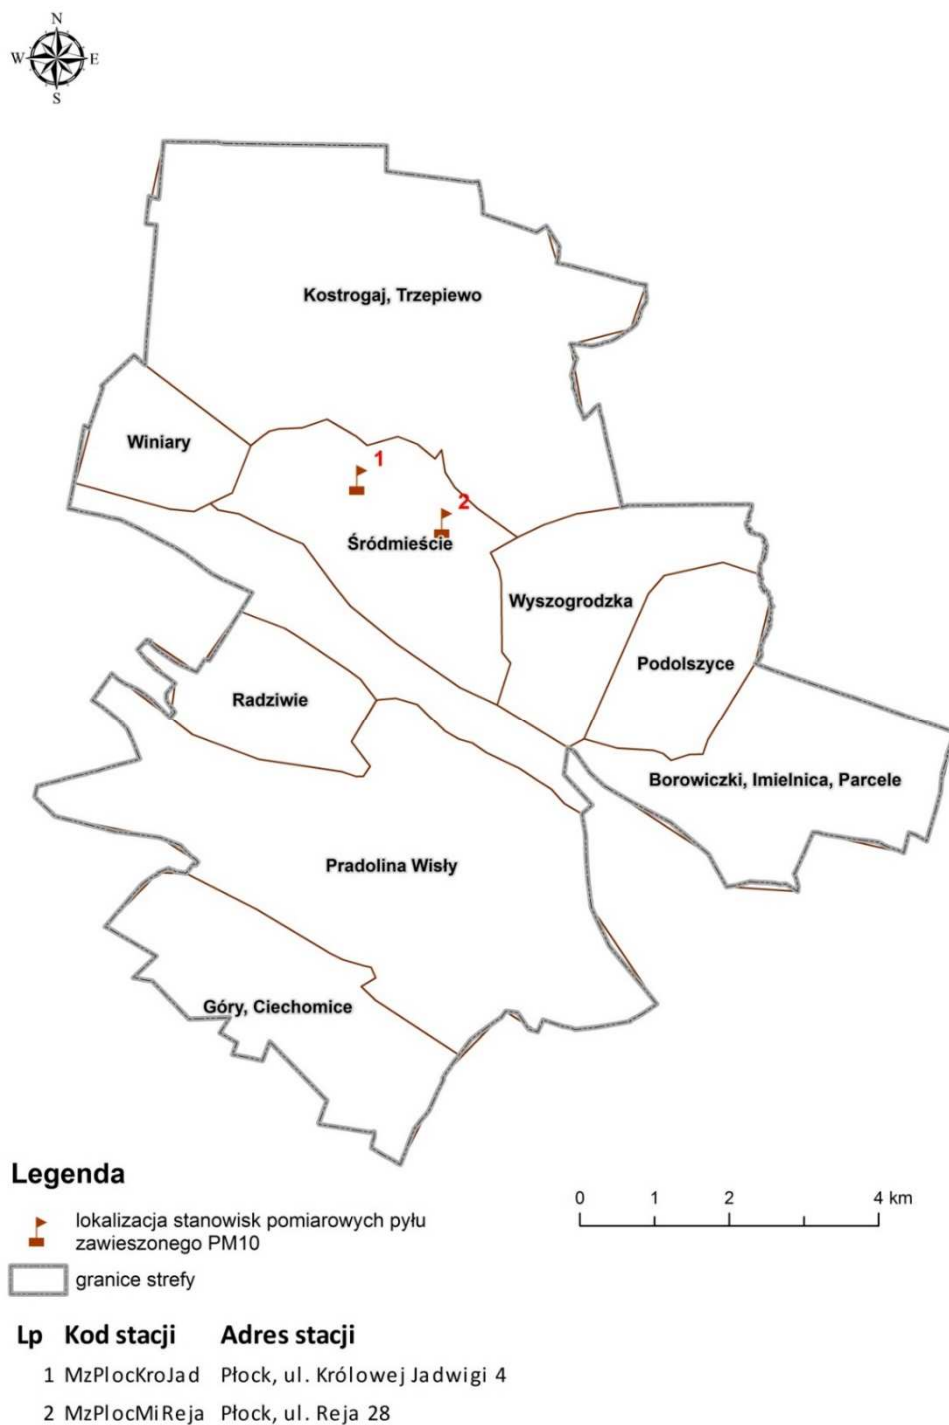 N
W E
S
Kostrogaj, Trzepiewo
Winiary
1
2
Śródmieście
Wyszogrodzka
Podolszyce
Radziwie
Borowiczki, Imielnica, Parcele
Pradolina Wisły
Góry, Ciechomice
Legenda
lokalizacja stanowisk pomiarowych pyłu
zawieszonego PM10
granice strefy
0 1 2 4 km
Lp Kod stacji Adres stacji
1 MzPlocKroJad Płock, ul. Królowej Jadwigi 4
2 MzPlocMiReja Płock, ul. Reja 28